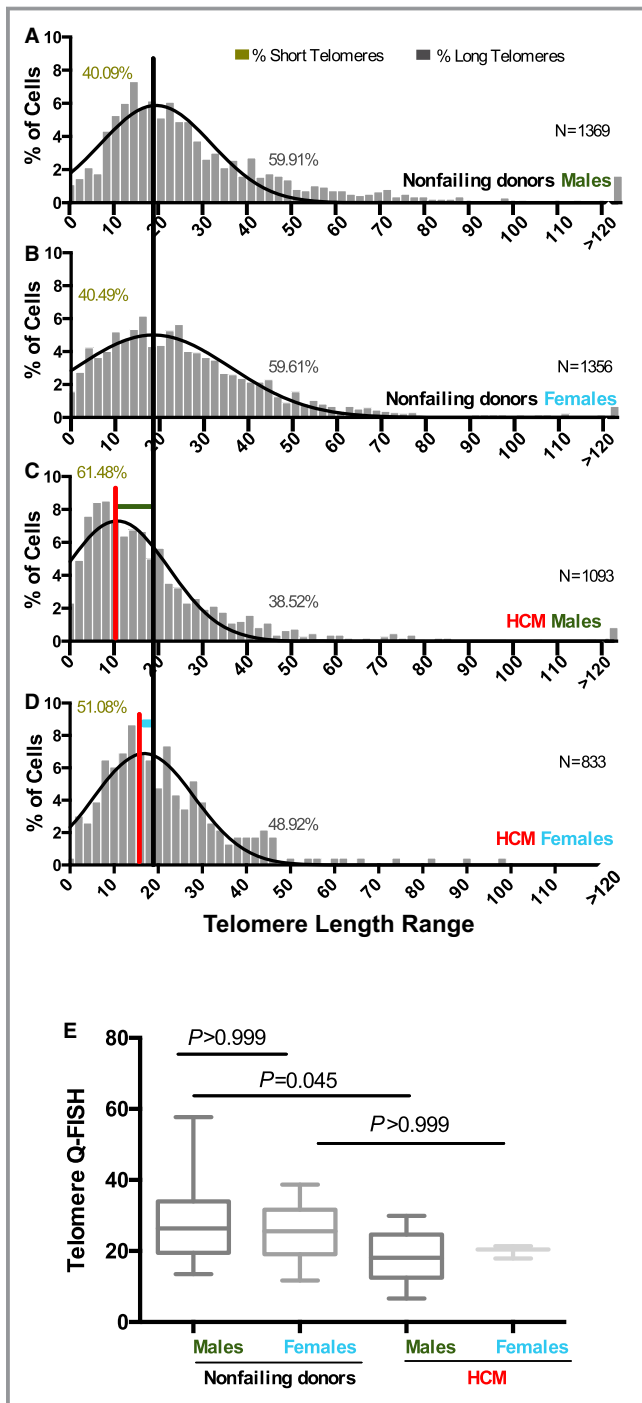 A
% Short Telomeres % Long Telomeres
40.09%
59.91%
N=1369
Nonfailing donors Males
% of Cells
10
8
6
4
2
0
0 10 20 30 40 50 60 70 80 90 100 110 >120
B
40.49%
59.61%
N=1356
Nonfailing donors Females
% of Cells
10
8
6
4
2
0
0 10 20 30 40 50 60 70 80 90 100 110 >120
C
61.48%
38.52%
N=1093
HCM Males
% of Cells
10
8
6
4
2
0
0 10 20 30 40 50 60 70 80 90 100 110 >120
D
51.08%
48.92%
N=833
HCM Females
% of Cells
10
8
6
4
2
0
0 10 20 30 40 50 60 70 80 90 100 110 >120
Telomere Length Range
E
Telomere Q-FISH
80
60
40
20
0
P>0.999
P=0.045
P>0.999
Males Females Males Females
Nonfailing donors HCM